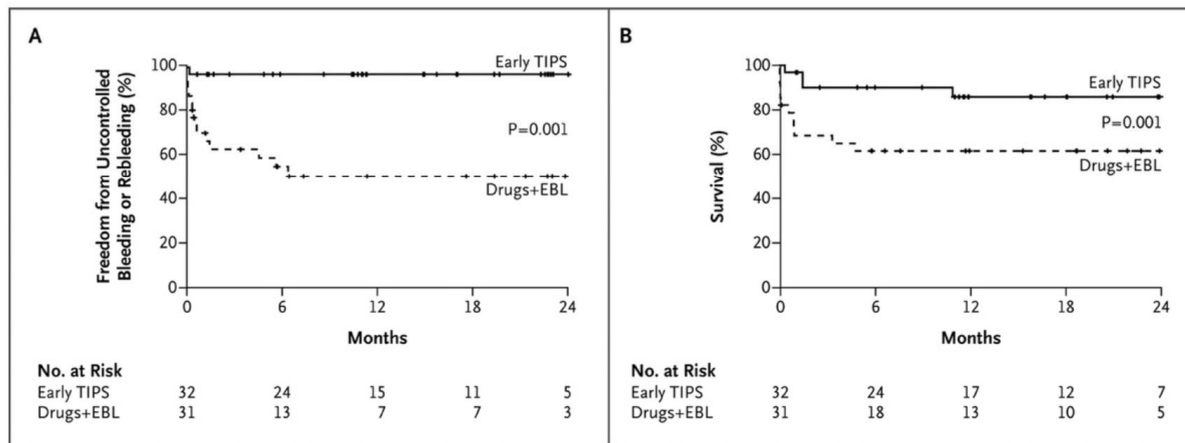 A
Freedom from Uncontrolled
Bleeding or Rebleeding (%)
100
80
60
40
20
0
Early TIPS
P=0.001
Drugs+EBL
0 6 12 18 24
Months
No. at Risk
Early TIPS 32 24 15 11 5
Drugs+EBL 31 13 7 7 3
B
Survival (%)
100
80
60
40
20
0
Early TIPS
P=0.001
Drugs+EBL
0 6 12 18 24
Months
No. at Risk
Early TIPS 32 24 17 12 7
Drugs+EBL 31 18 13 10 5